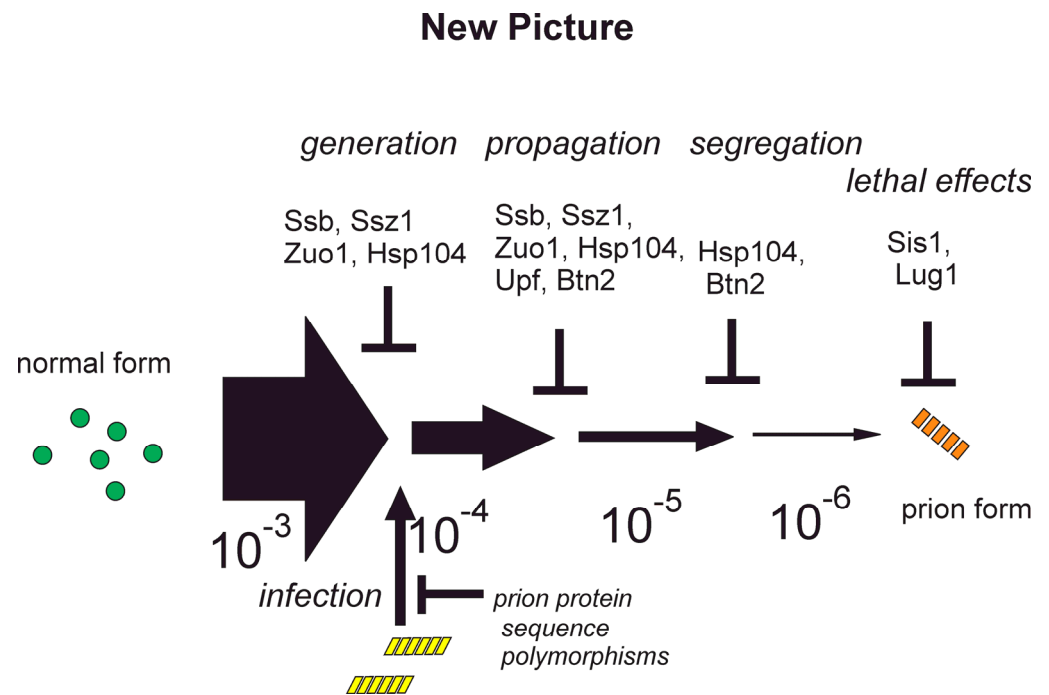 New Picture
generation
propagation
segregation
lethal effects
Ssb, Ssz1
Zuo1, Hsp104
Ssb, Ssz1,
Zuo1, Hsp104,
Upf, Btn2
Hsp104,
Btn2
Sis1,
Lug1
normal form
10-3
10-4
10-5
10-6
prion form
infection
prion protein
sequence
polymorphisms